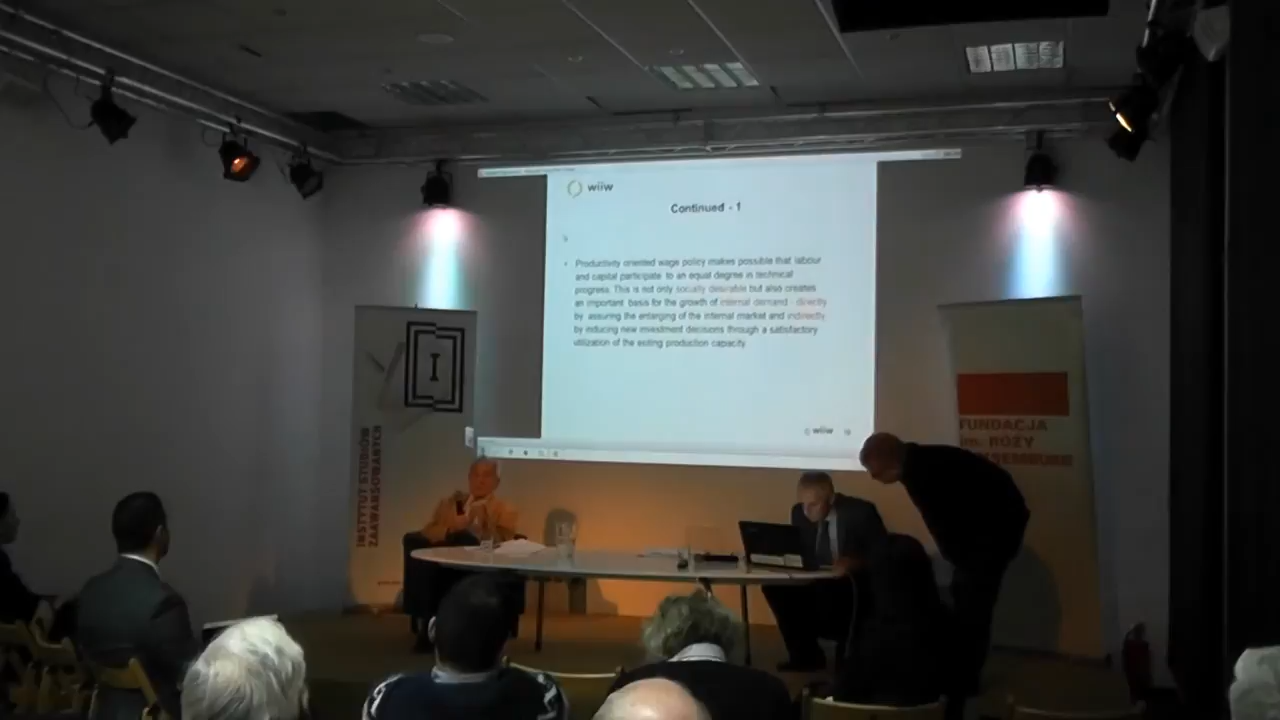 wiiw
Continued - 1
• Productivity oriented wage policy makes possible that labour
and capital participate to an equal degree in technical
progress. This is not only socially desirable but also creates
an important basis for the growth of internal demand - directly
by assuring the enlarging of the internal market and indirectly
by inducing new investment decisions through a satisfactory
utilization of the exiting production capacity.
wiiw
I
INSTYTUT STUDIÓW
ZAAWANSOWANYCH
FUNDACJA
im. RÓŻY